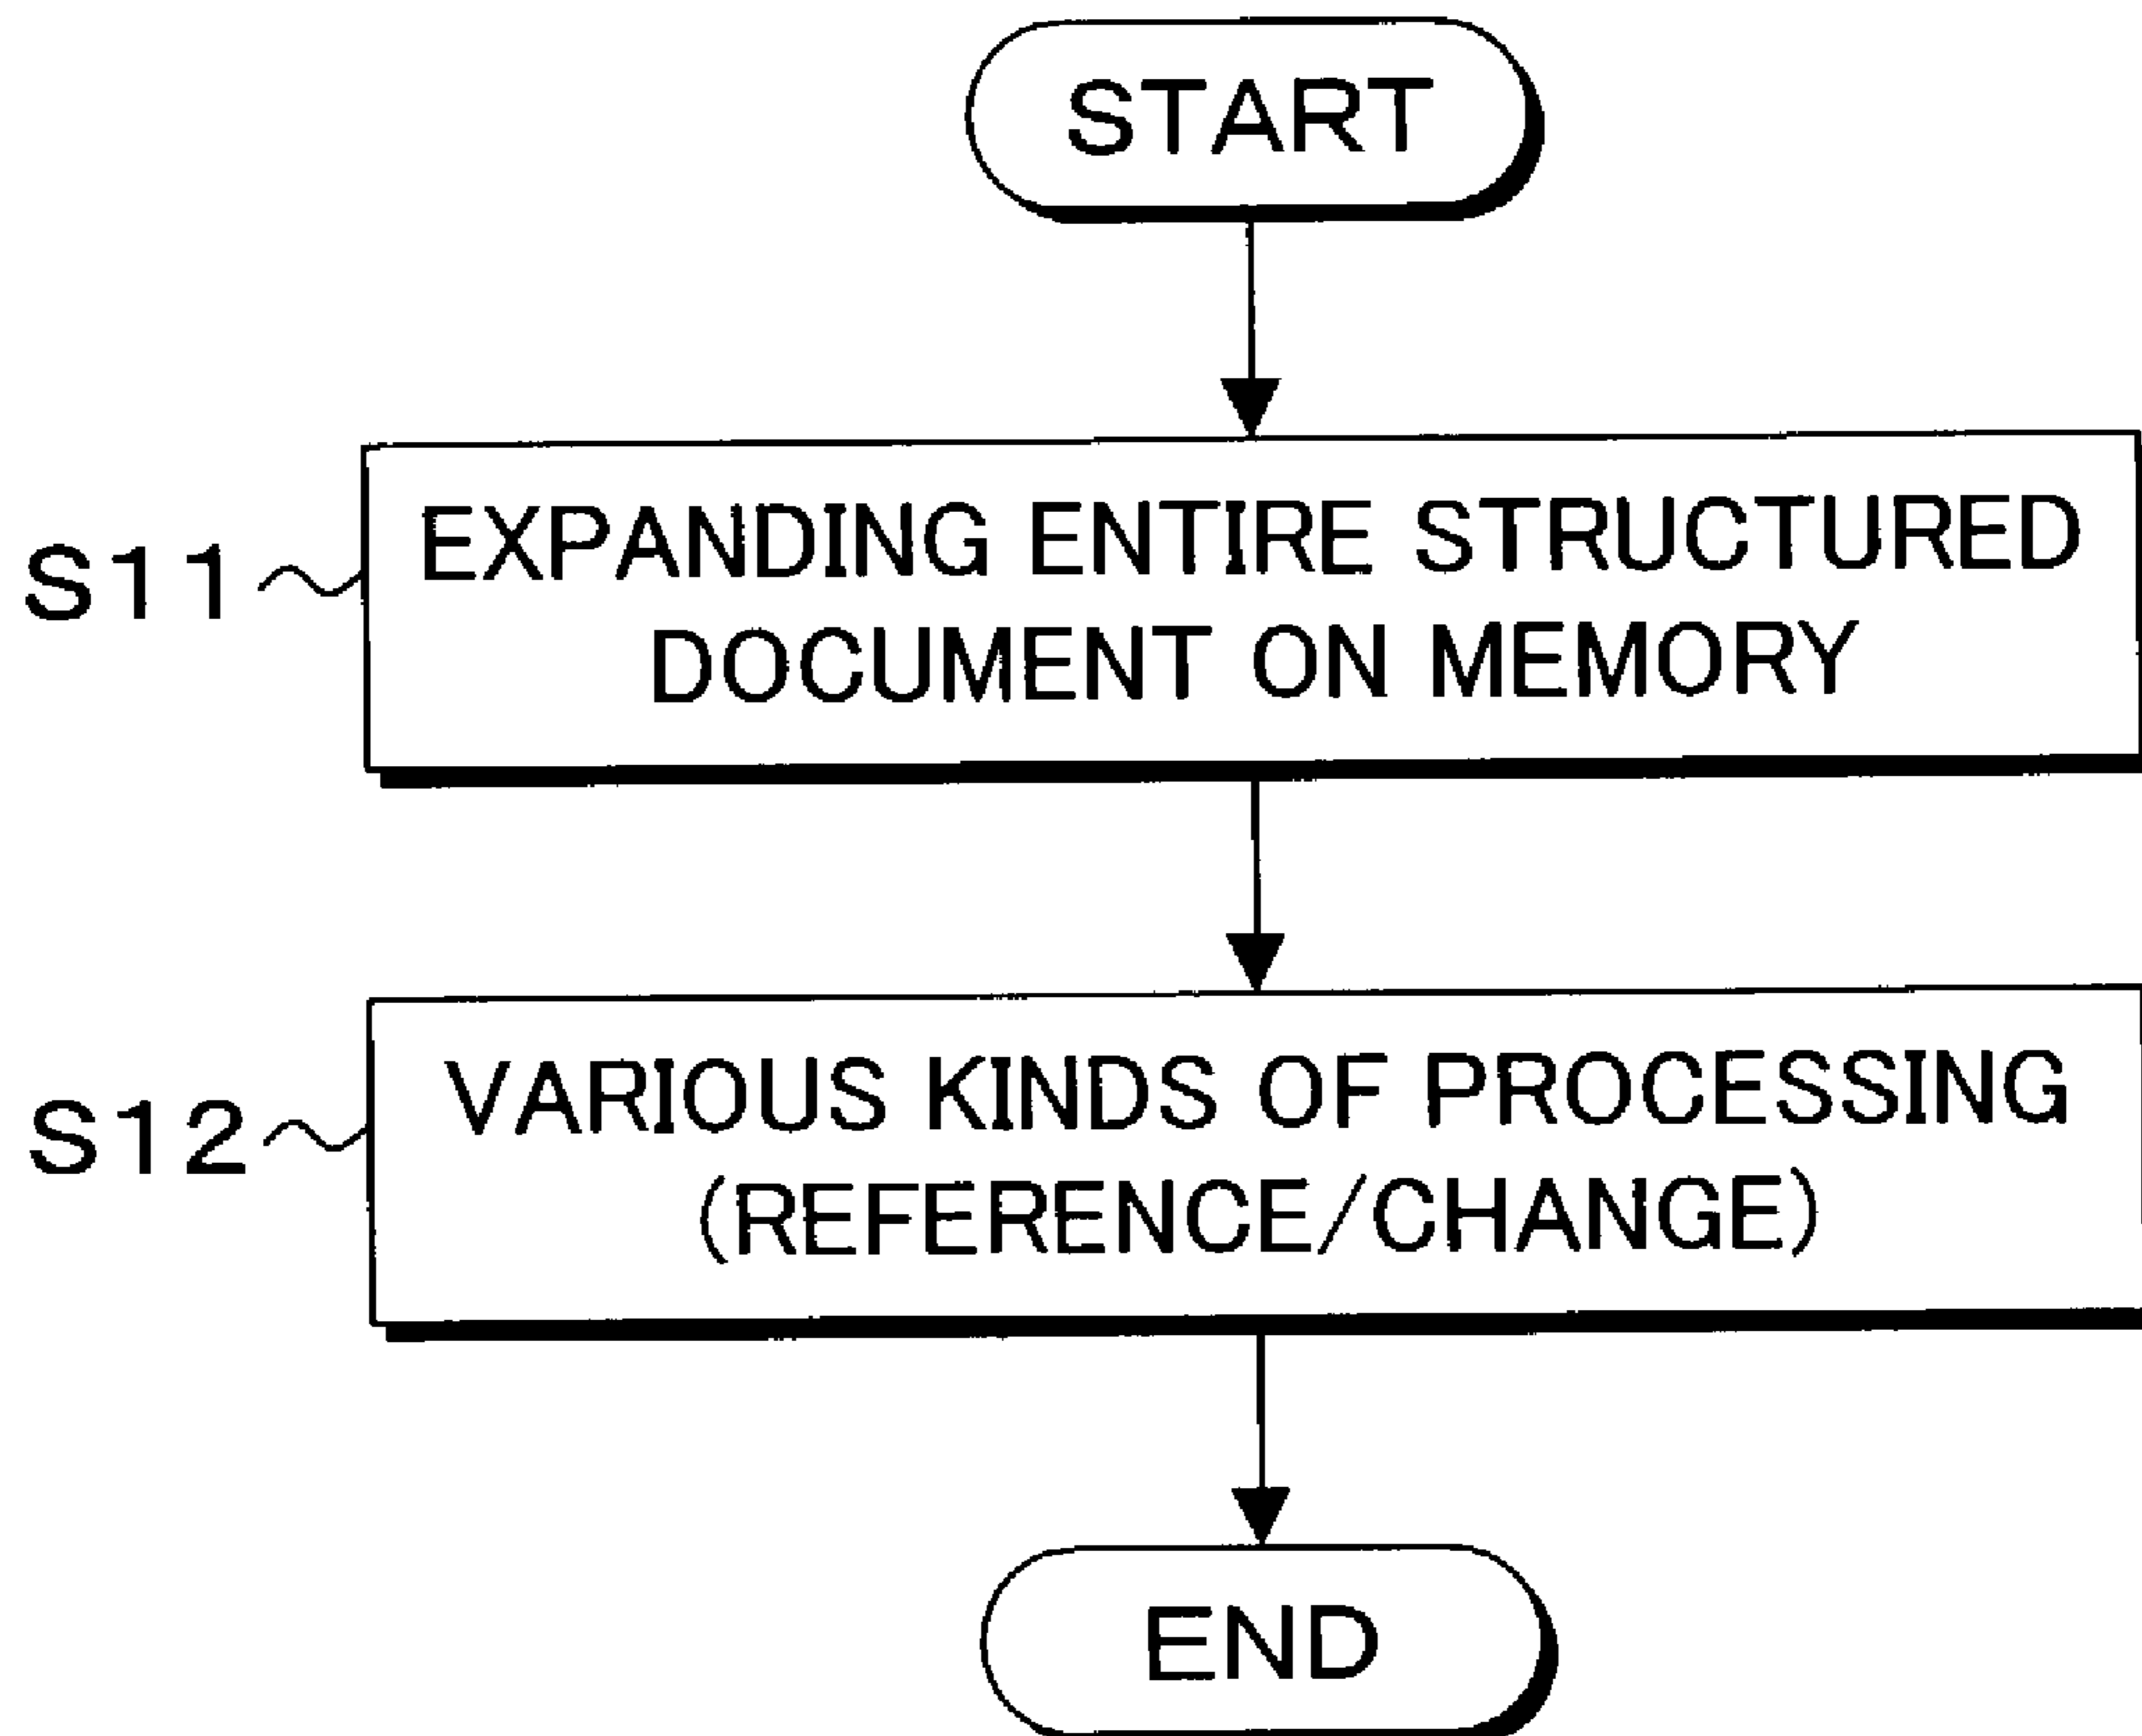 START
S11
EXPANDING ENTIRE STRUCTURED
DOCUMENT ON MEMORY
S12
VARIOUS KINDS OF PROCESSING
(REFERENCE/CHANGE)
END